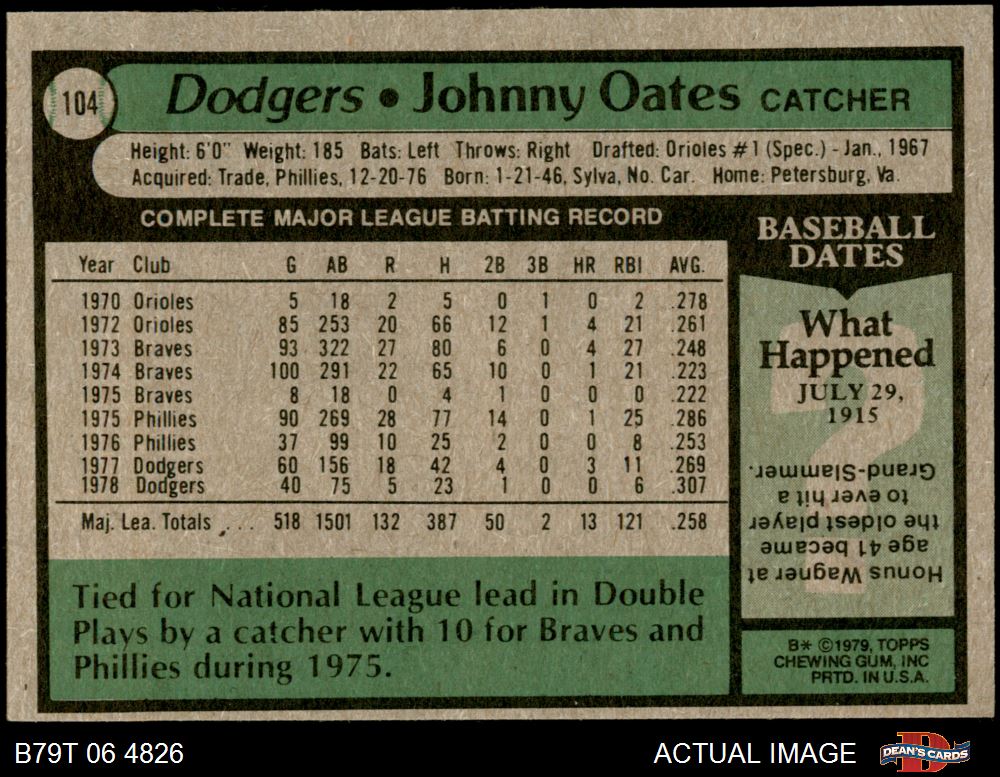 104
Dodgers • Johnny Oates CATCHER
Height: 6'0" Weight: 185 Bats: Left Throws: Right Drafted: Orioles #1 (Spec.) - Jan., 1967
Acquired: Trade, Phillies, 12-20-76 Born: 1-21-46, Sylva, No. Car. Home: Petersburg, Va.
COMPLETE MAJOR LEAGUE BATTING RECORD
Year Club G AB R H 2B 3B HR RBI AVG.
1970 Orioles 5 18 2 5 0 1 0 2 .278
1972 Orioles 85 253 20 66 12 1 4 21 .261
1973 Braves 93 322 27 80 6 0 4 27 .248
1974 Braves 100 291 22 65 10 0 1 21 .223
1975 Braves 8 18 0 4 1 0 0 0 .222
1975 Phillies 90 269 28 77 14 0 1 25 .286
1976 Phillies 37 99 10 25 2 0 0 8 .253
1977 Dodgers 60 156 18 42 4 0 3 11 .269
1978 Dodgers 40 75 5 23 1 0 0 6 .307
Maj. Lea. Totals . . . 518 1501 132 387 50 2 13 121 .258
Tied for National League lead in Double
Plays by a catcher with 10 for Braves and
Phillies during 1975.
BASEBALL
DATES
What
Happened
JULY 29,
1915
?
Honus Wagner at
age 41 became
the oldest player
to ever hit a
Grand-Slammer.
B* ©1979, TOPPS
CHEWING GUM, INC
PRTD. IN U.S.A.
B79T 06 4826
ACTUAL IMAGE
D
DEAN'S CARDS